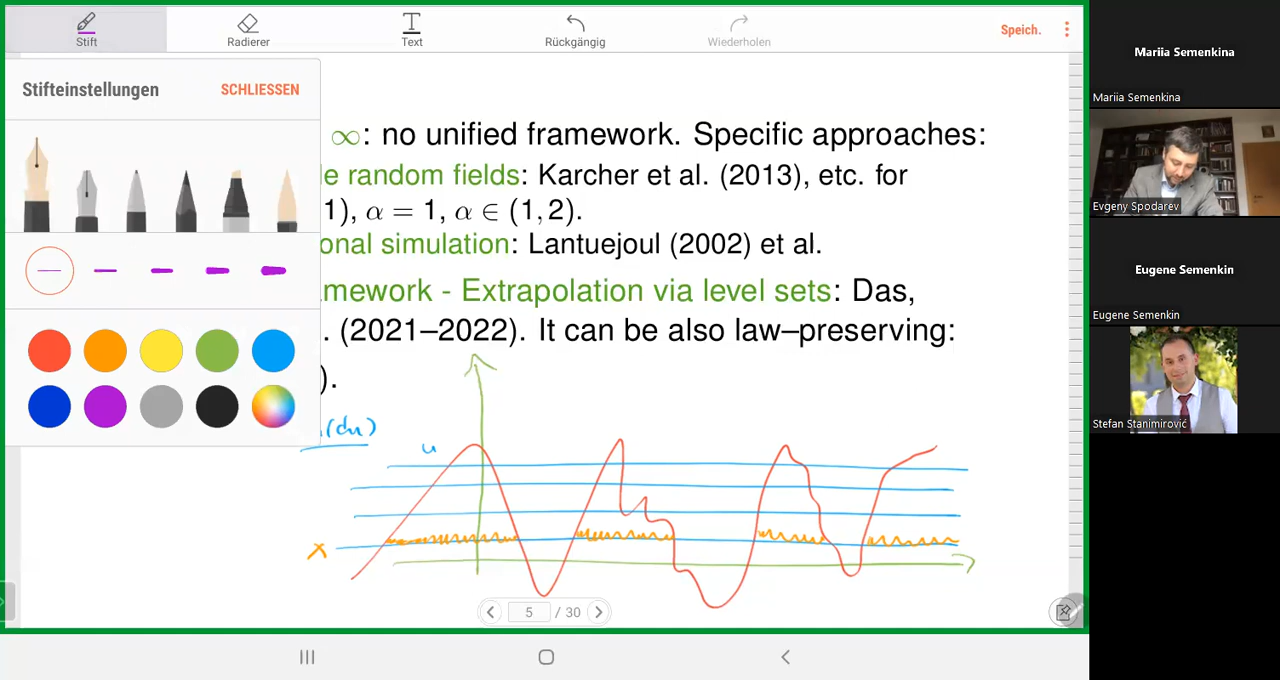 Stift
Radierer
Text
Rückgängig
Wiederholen
Speich.
Stifteinstellungen
SCHLIESSEN
∞: no unified framework. Specific approaches:
e random fields: Karcher et al. (2013), etc. for
1), α = 1, α ∈ (1, 2).
onal simulation: Lantuejoul (2002) et al.
mework - Extrapolation via level sets: Das,
. (2021–2022). It can be also law–preserving:
).
(du)
u
x
5 / 30
Mariia Semenkina
Mariia Semenkina
Evgeny Spodarev
Eugene Semenkin
Eugene Semenkin
Stefan Stanimirović